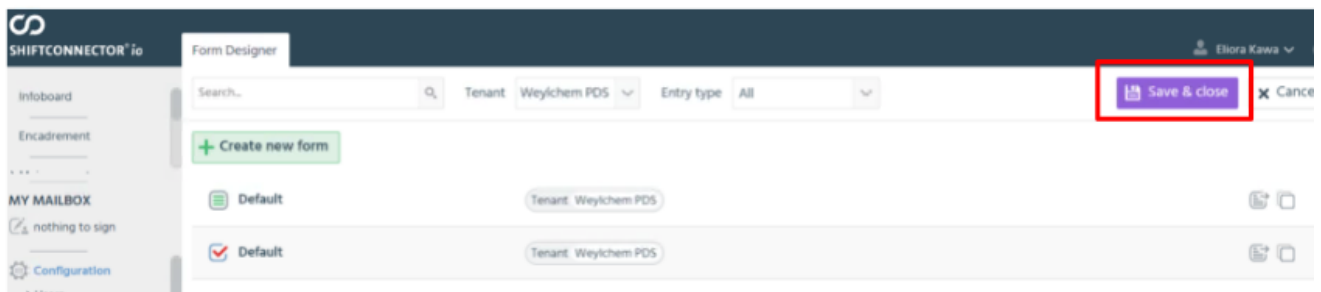 SHIFTCONNECTOR® io
Form Designer
Eliora Kawa
Infoboard
Search...
Tenant Weylchem PDS
Entry type All
Save & close
Cance
Encadrement
Create new form
MY MAILBOX
Default
Tenant Weylchem PDS
nothing to sign
Default
Tenant Weylchem PDS
Configuration